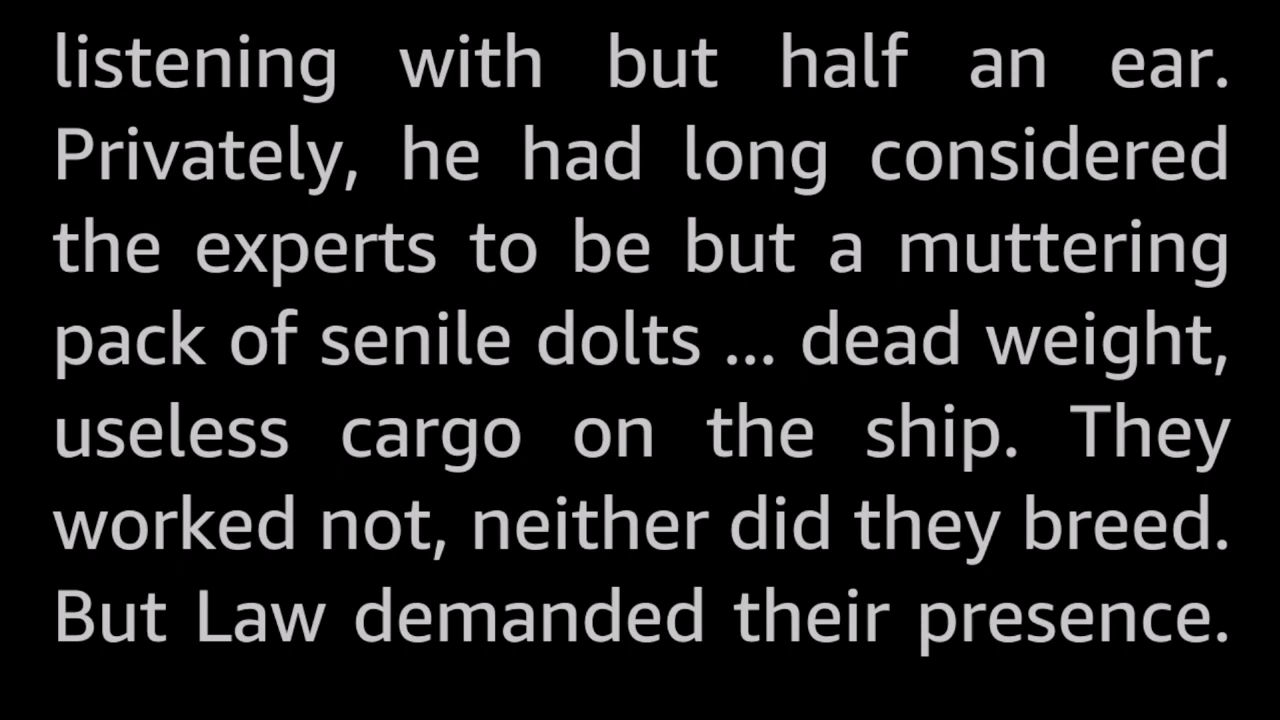 listening with but half an ear.
Privately, he had long considered
the experts to be but a muttering
pack of senile dolts ... dead weight,
useless cargo on the ship. They
worked not, neither did they breed.
But Law demanded their presence.